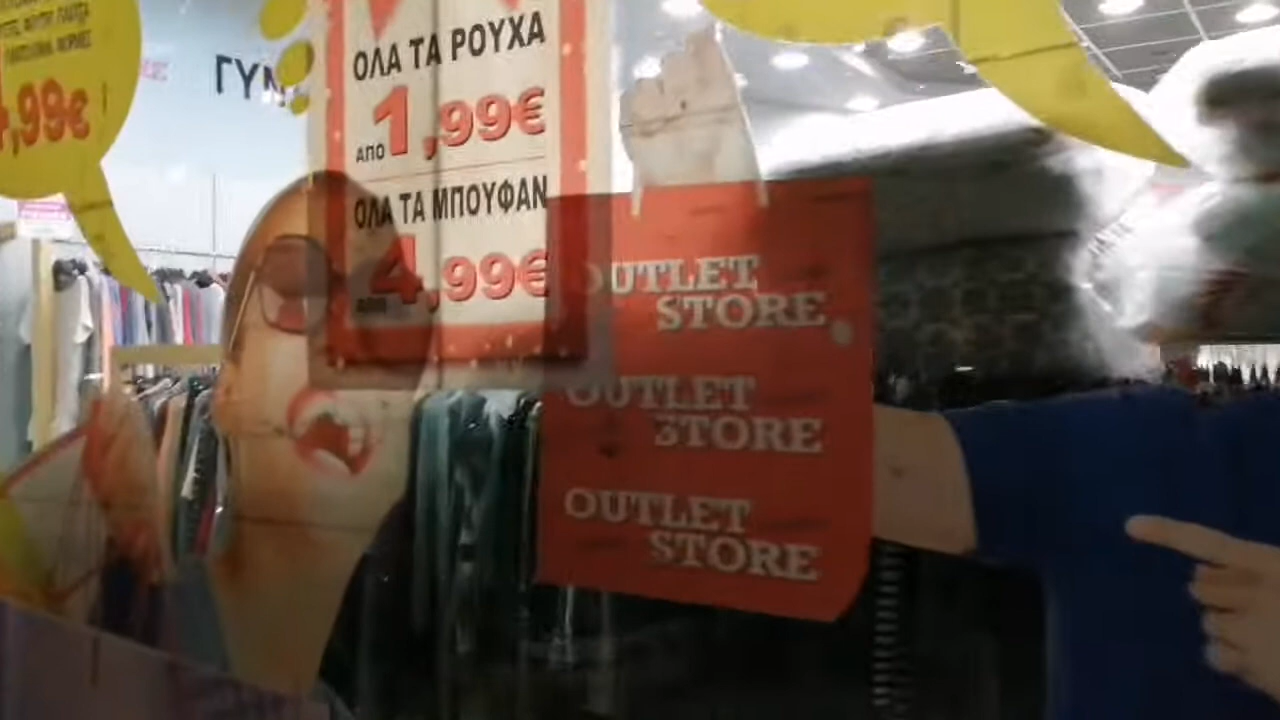 4,99€
ΓΥΝ
ΟΛΑ ΤΑ ΡΟΥΧΑ
ΑΠΟ 1,99€
ΟΛΑ ΤΑ ΜΠΟΥΦΑΝ
ΑΠΟ 4,99€
OUTLET
STORE
OUTLET
STORE
OUTLET
STORE